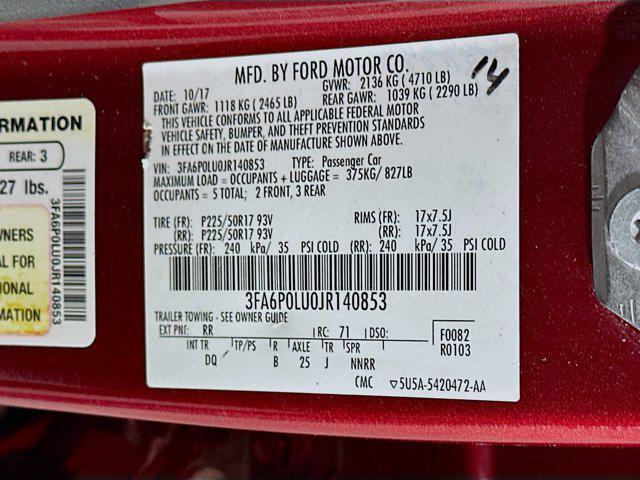 RMATION
REAR: 3
27 lbs.
WNERS
AL FOR
IONAL
MATION
3FA6P0LU0JR140853
MFD. BY FORD MOTOR CO.
14
DATE: 10/17 GVWR: 2136 KG ( 4710 LB)
FRONT GAWR: 1118 KG ( 2465 LB) REAR GAWR: 1039 KG ( 2290 LB)
THIS VEHICLE CONFORMS TO ALL APPLICABLE FEDERAL MOTOR
VEHICLE SAFETY, BUMPER, AND THEFT PREVENTION STANDARDS
IN EFFECT ON THE DATE OF MANUFACTURE SHOWN ABOVE.
VIN: 3FA6P0LU0JR140853 TYPE: Passenger Car
MAXIMUM LOAD = OCCUPANTS + LUGGAGE = 375KG/ 827LB
OCCUPANTS = 5 TOTAL; 2 FRONT, 3 REAR
TIRE (FR): P225/50R17 93V RIMS (FR): 17x7.5J
(RR): P225/50R17 93V (RR): 17x7.5J
PRESSURE (FR): 240 kPa/ 35 PSI COLD (RR): 240 kPa/ 35 PSI COLD
3FA6P0LU0JR140853
TRAILER TOWING - SEE OWNER GUIDE
EXT PNT: RR RC: 71 DSO: F0082
INT TR TP/PS R AXLE TR SPR R0103
DQ B 25 J NNRR
CMC ▽5U5A-5420472-AA